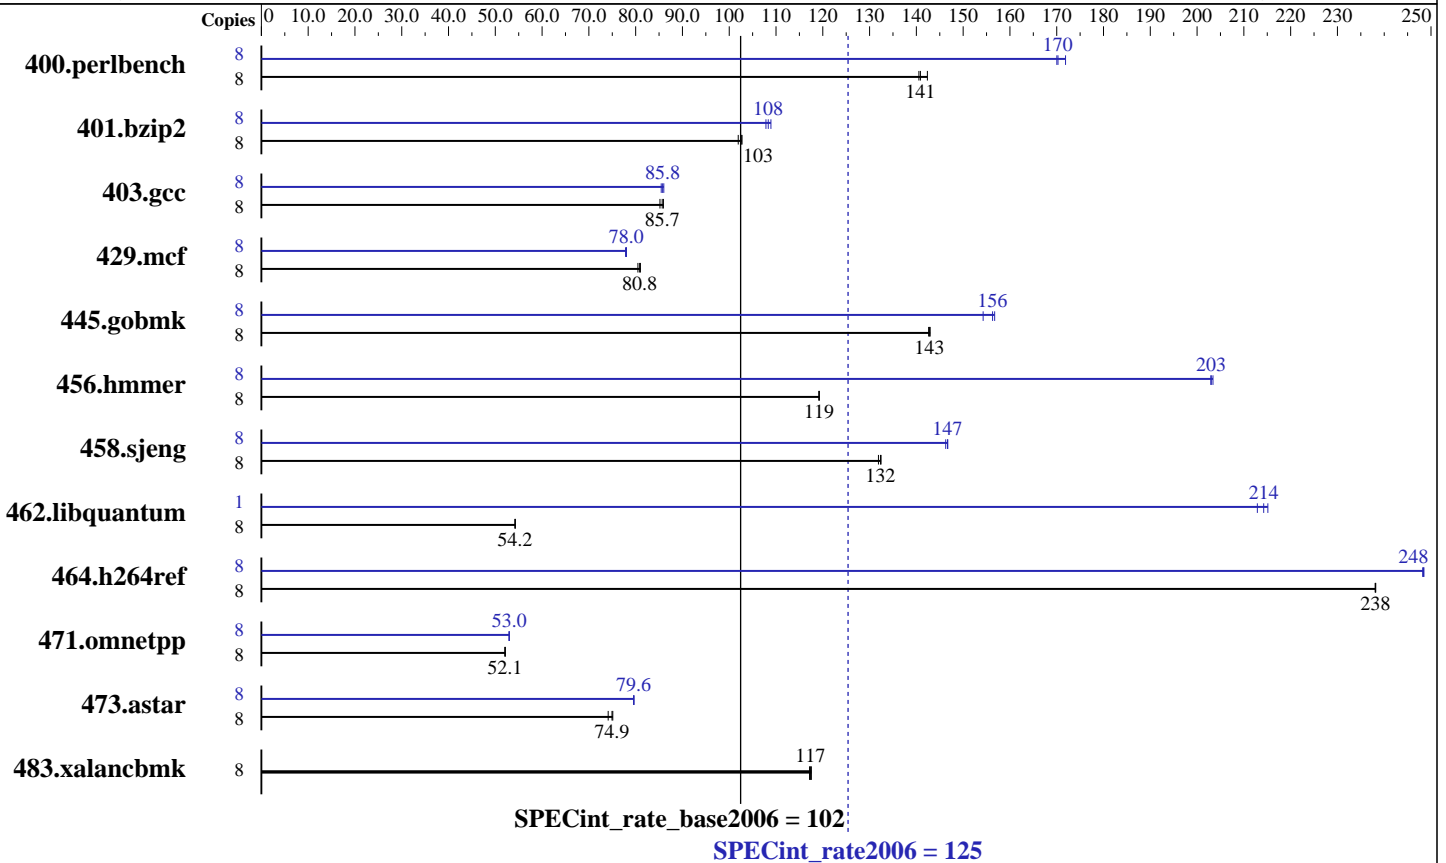 Copies 0 10.0 20.0 30.0 40.0 50.0 60.0 70.0 80.0 90.0 100 110 120 130 140 150 160 170 180 190 200 210 220 230 250
400.perlbench 8 170
8 141
401.bzip2 8 108
8 103
403.gcc 8 85.8
8 85.7
429.mcf 8 78.0
8 80.8
445.gobmk 8 156
8 143
456.hmmer 8 203
8 119
458.sjeng 8 147
8 132
462.libquantum 1 214
8 54.2
464.h264ref 8 248
8 238
471.omnetpp 8 53.0
8 52.1
473.astar 8 79.6
8 74.9
483.xalancbmk 8 117
SPECint_rate_base2006 = 102
SPECint_rate2006 = 125